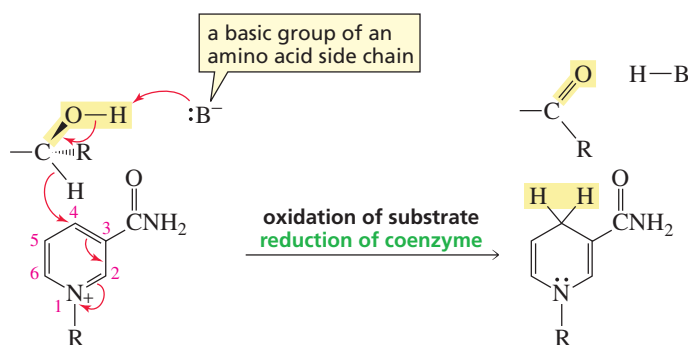 a basic group of an
amino acid side chain
O—H
:B⁻
C
R
H
O
CNH₂
4
3
5
2
6
1
N+
R
oxidation of substrate
reduction of coenzyme
O
C
R
H—B
H H
O
CNH₂
N
R